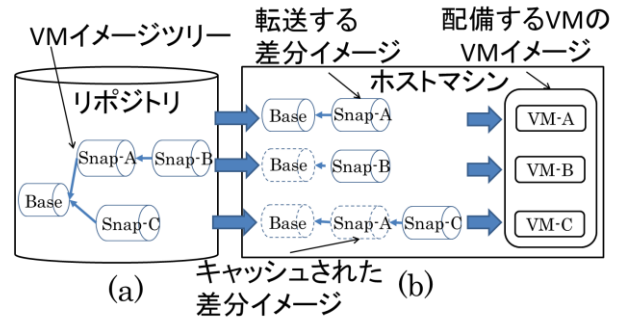 VMイメージツリー
転送する
差分イメージ
配備するVMの
VMイメージ
リポジトリ
ホストマシン
Base
Snap-A
VM-A
Snap-A
Snap-B
Base
Snap-B
VM-B
Base
Snap-C
Base
Snap-A
Snap-C
VM-C
キャッシュされた
差分イメージ
(a)
(b)